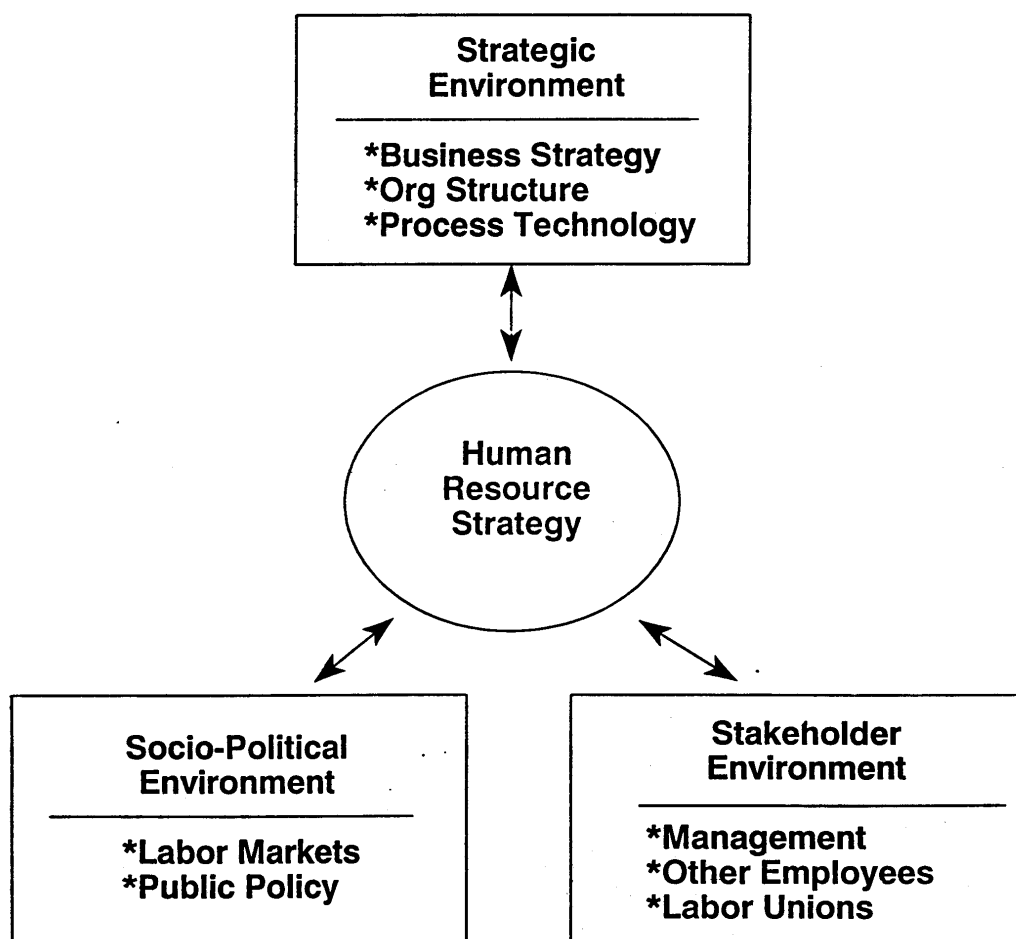 Strategic
Environment
*Business Strategy
*Org Structure
*Process Technology
Human
Resource
Strategy
Socio-Political
Environment
*Labor Markets
*Public Policy
Stakeholder
Environment
*Management
*Other Employees
*Labor Unions